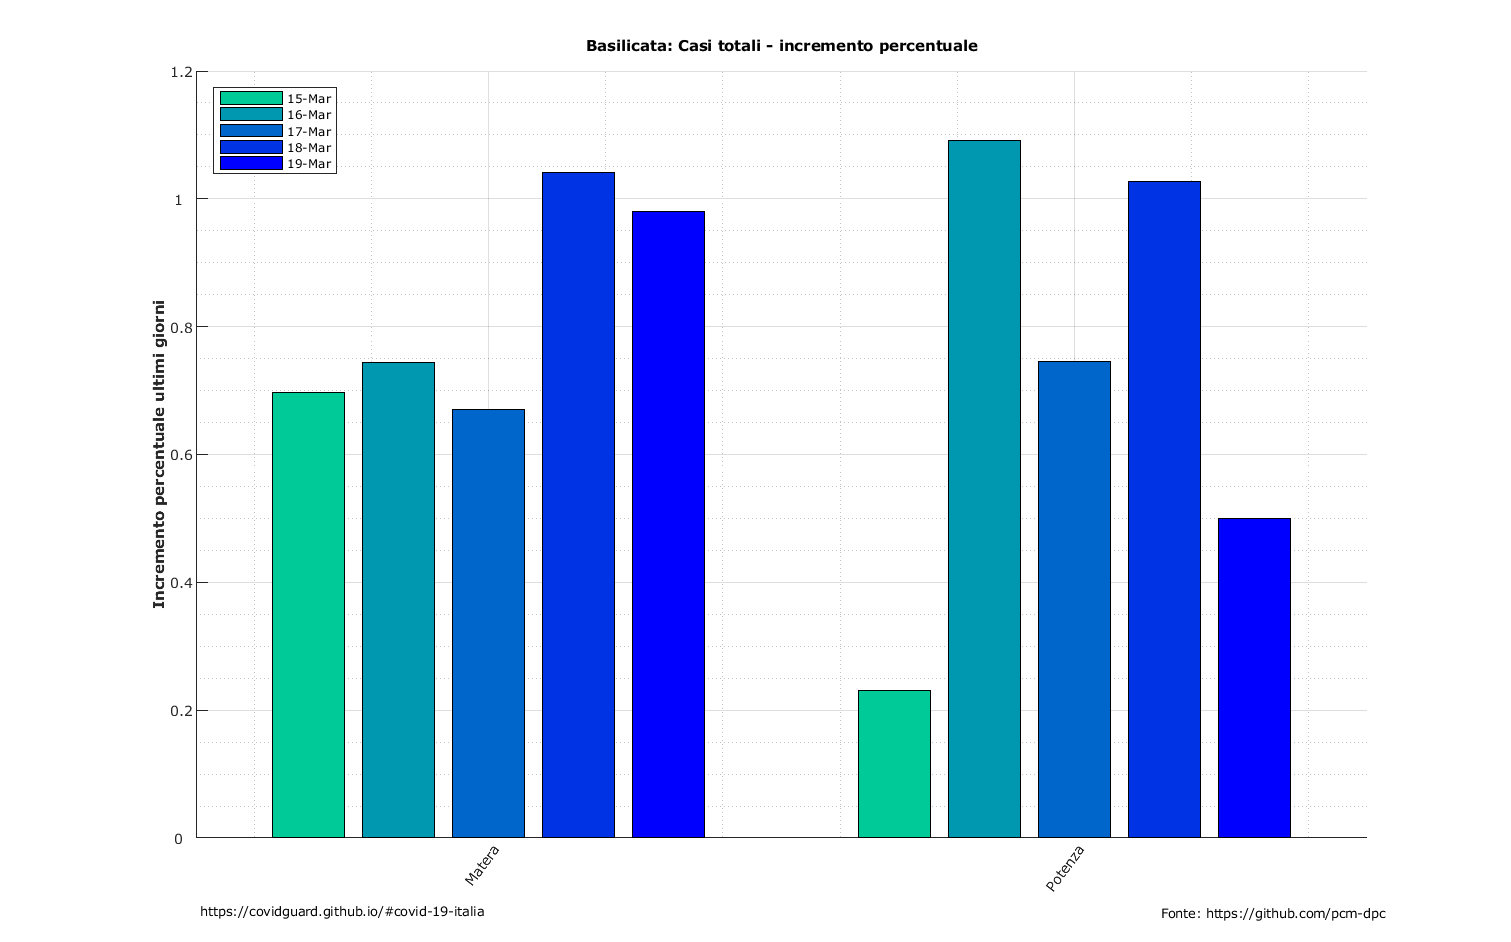 Basilicata: Casi totali - incremento percentuale
15-Mar
16-Mar
17-Mar
18-Mar
19-Mar
Incremento percentuale ultimi giorni
1.2
1
0.8
0.6
0.4
0.2
0
Matera
Potenza
https://covidguard.github.io/#covid-19-italia
Fonte: https://github.com/pcm-dpc